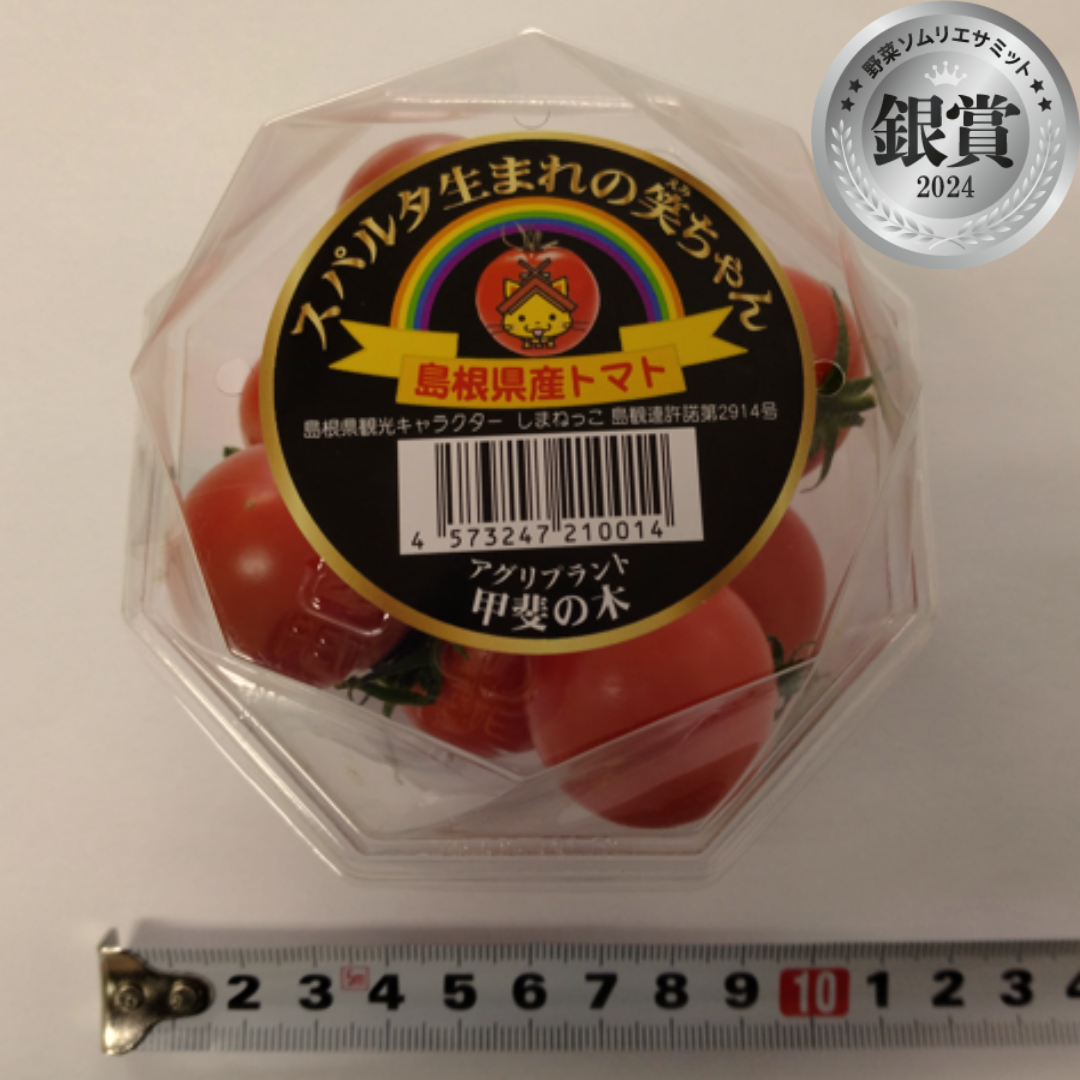 野菜ソムリエサミット
銀賞
2024
スパルタ生まれの笑ちゃん
島根県産トマト
島根県観光キャラクター しまねっこ 島観連許諾第2914号
4 573247 210014
アグリプラント
甲斐の木
2 3 5m 4 5 6 7 8 9 10 1 2 3 4